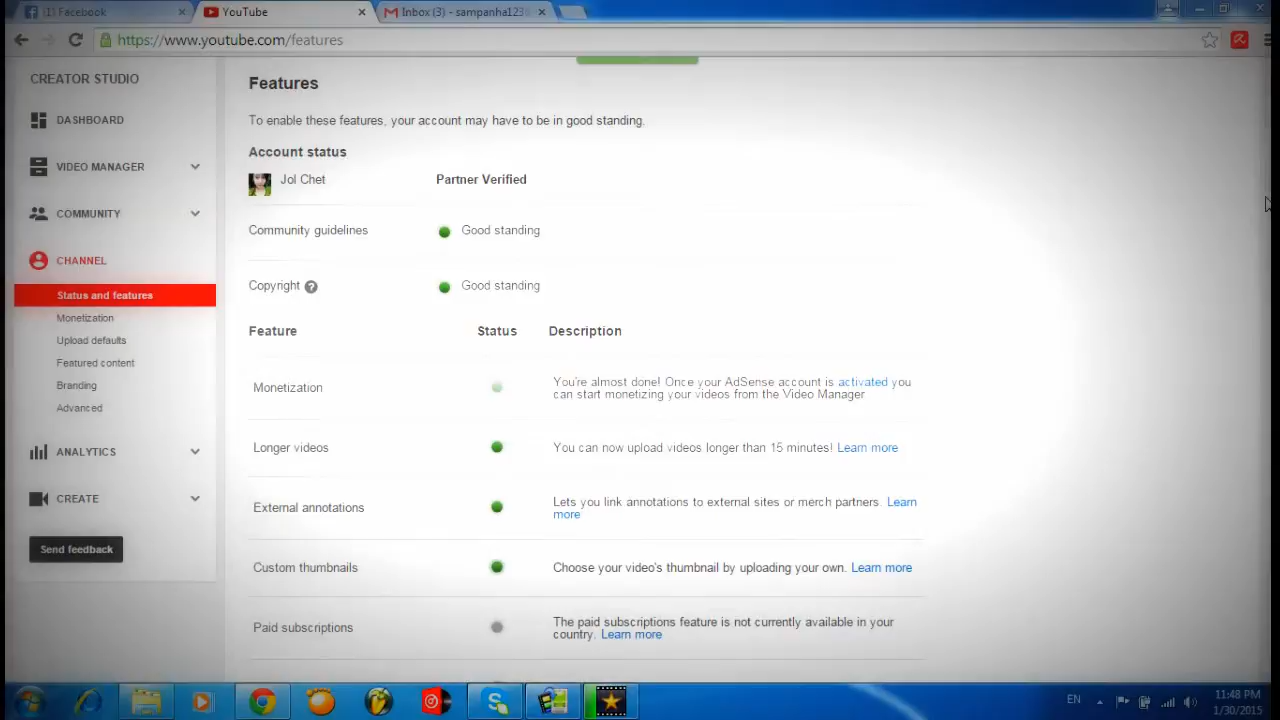 (1) Facebook
YouTube
Inbox (3) - sampanha123
https://www.youtube.com/features
CREATOR STUDIO
DASHBOARD
VIDEO MANAGER
COMMUNITY
CHANNEL
Status and features
Monetization
Upload defaults
Featured content
Branding
Advanced
ANALYTICS
CREATE
Send feedback
Features
To enable these features, your account may have to be in good standing.
Account status
Jol Chet Partner Verified
Community guidelines Good standing
Copyright ? Good standing
Feature Status Description
Monetization You're almost done! Once your AdSense account is activated you
can start monetizing your videos from the Video Manager
Longer videos You can now upload videos longer than 15 minutes! Learn more
External annotations Lets you link annotations to external sites or merch partners. Learn
more
Custom thumbnails Choose your video's thumbnail by uploading your own. Learn more
Paid subscriptions The paid subscriptions feature is not currently available in your
country. Learn more
EN
11:48 PM
1/30/2015